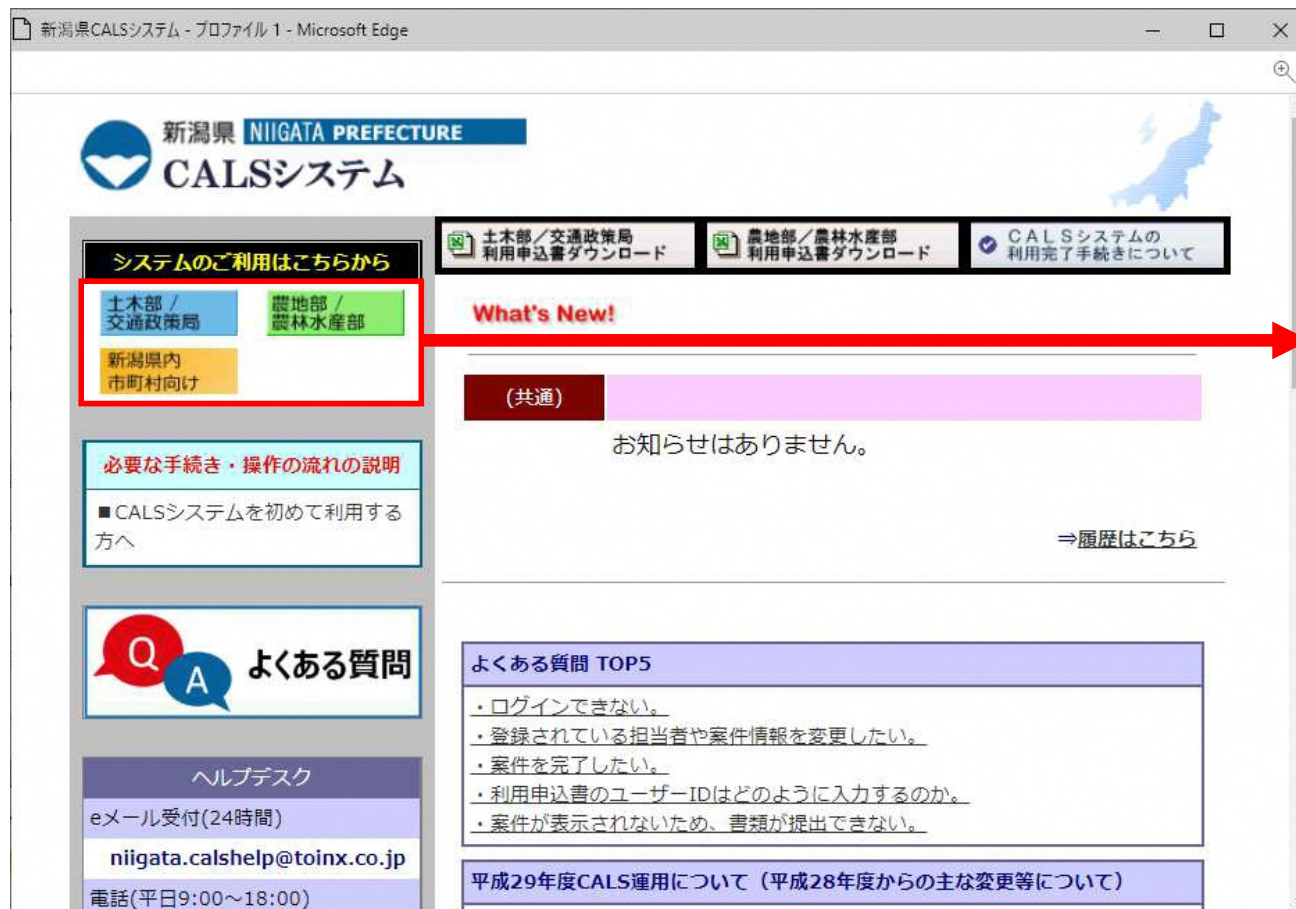 新潟県CALSシステム - プロファイル 1 - Microsoft Edge
新潟県 NIIGATA PREFECTURE
CALSシステム
システムのご利用はこちらから
土木部 /
交通政策局
農地部 /
農林水産部
新潟県内
市町村向け
必要な手続き・操作の流れの説明
■CALSシステムを初めて利用する
方へ
Q
A
よくある質問
ヘルプデスク
eメール受付(24時間)
niigata.calshelp@toinx.co.jp
電話(平日9:00~18:00)
土木部／交通政策局
利用申込書ダウンロード
農地部／農林水産部
利用申込書ダウンロード
CALSシステムの
利用完了手続きについて
What's New!
(共通)
お知らせはありません。
⇒履歴はこちら
よくある質問 TOP5
・ログインできない。
・登録されている担当者や案件情報を変更したい。
・案件を完了したい。
・利用申込書のユーザーIDはどのように入力するのか。
・案件が表示されないため、書類が提出できない。
平成29年度CALS運用について（平成28年度からの主な変更等について）